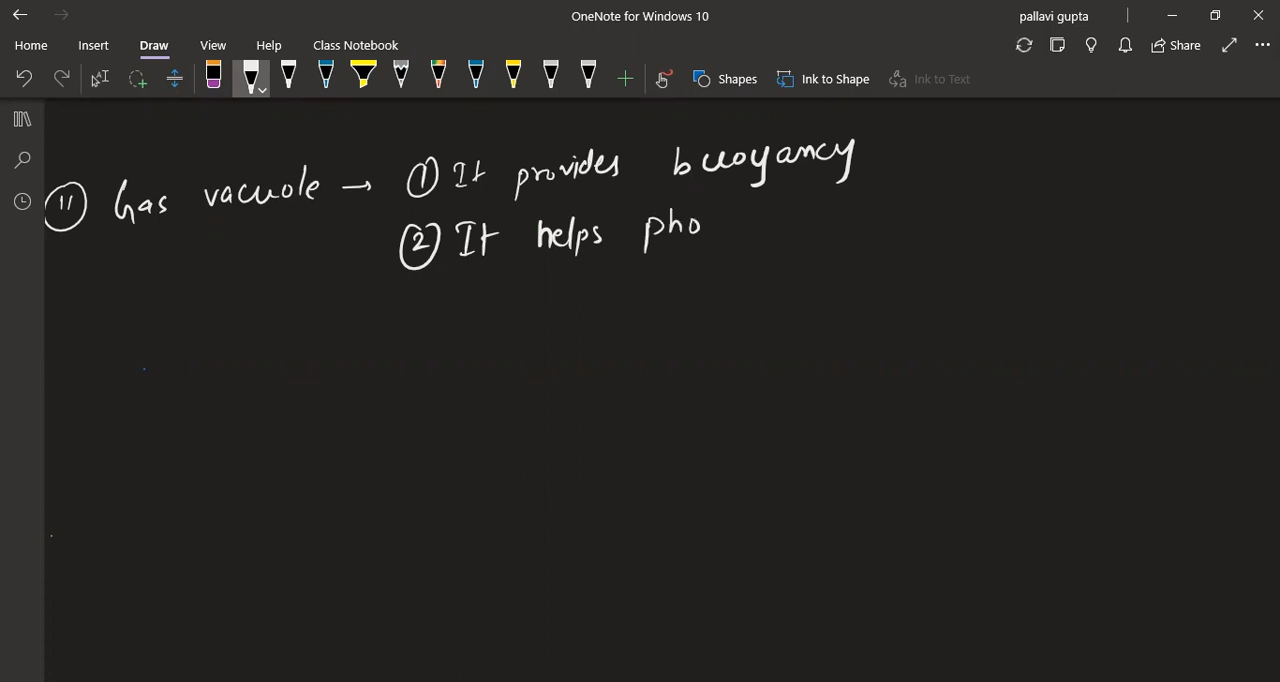 OneNote for Windows 10
pallavi gupta
Home Insert Draw View Help Class Notebook
Share
Shapes Ink to Shape Ink to Text
11 Gas vacuole → 1 It provides buoyancy
2 It helps pho